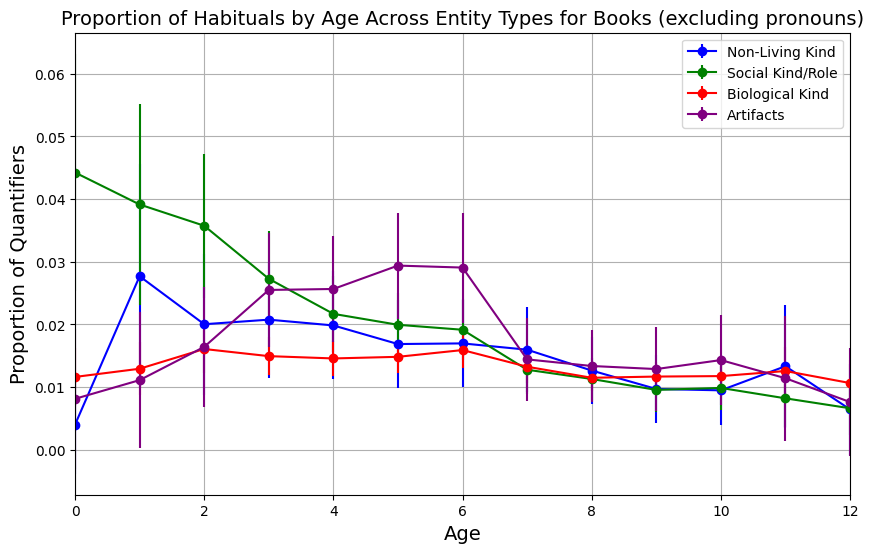 Proportion of Habituals by Age Across Entity Types for Books (excluding pronouns)
Non-Living Kind
Social Kind/Role
Biological Kind
Artifacts
Proportion of Quantifiers
0.06
0.05
0.04
0.03
0.02
0.01
0.00
0 2 4 6 8 10 12
Age